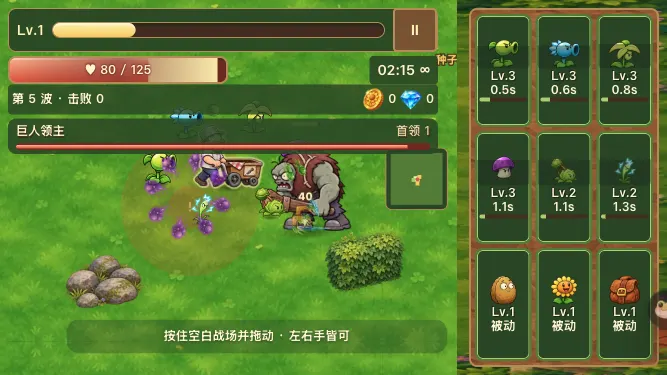 Lv.1
II
80 / 125
02:15 ∞
种子
第 5 波 · 击败 0
0
0
巨人领主
首领 1
40
按住空白战场并拖动 · 左右手皆可
Lv.3
0.5s
Lv.3
0.6s
Lv.3
0.8s
Lv.3
1.1s
Lv.2
1.1s
Lv.2
1.3s
Lv.1
被动
Lv.1
被动
Lv.1
被动